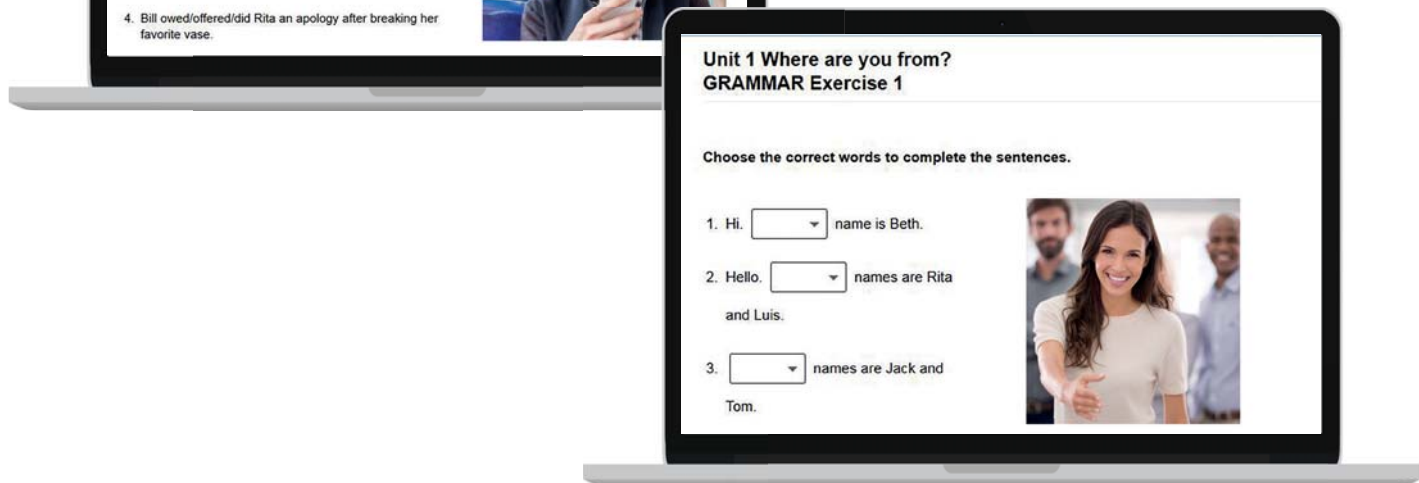 4. Bill owed/offered/did Rita an apology after breaking her
favorite vase.
Unit 1 Where are you from?
GRAMMAR Exercise 1
Choose the correct words to complete the sentences.
1. Hi. name is Beth.
2. Hello. names are Rita
and Luis.
3. names are Jack and
Tom.